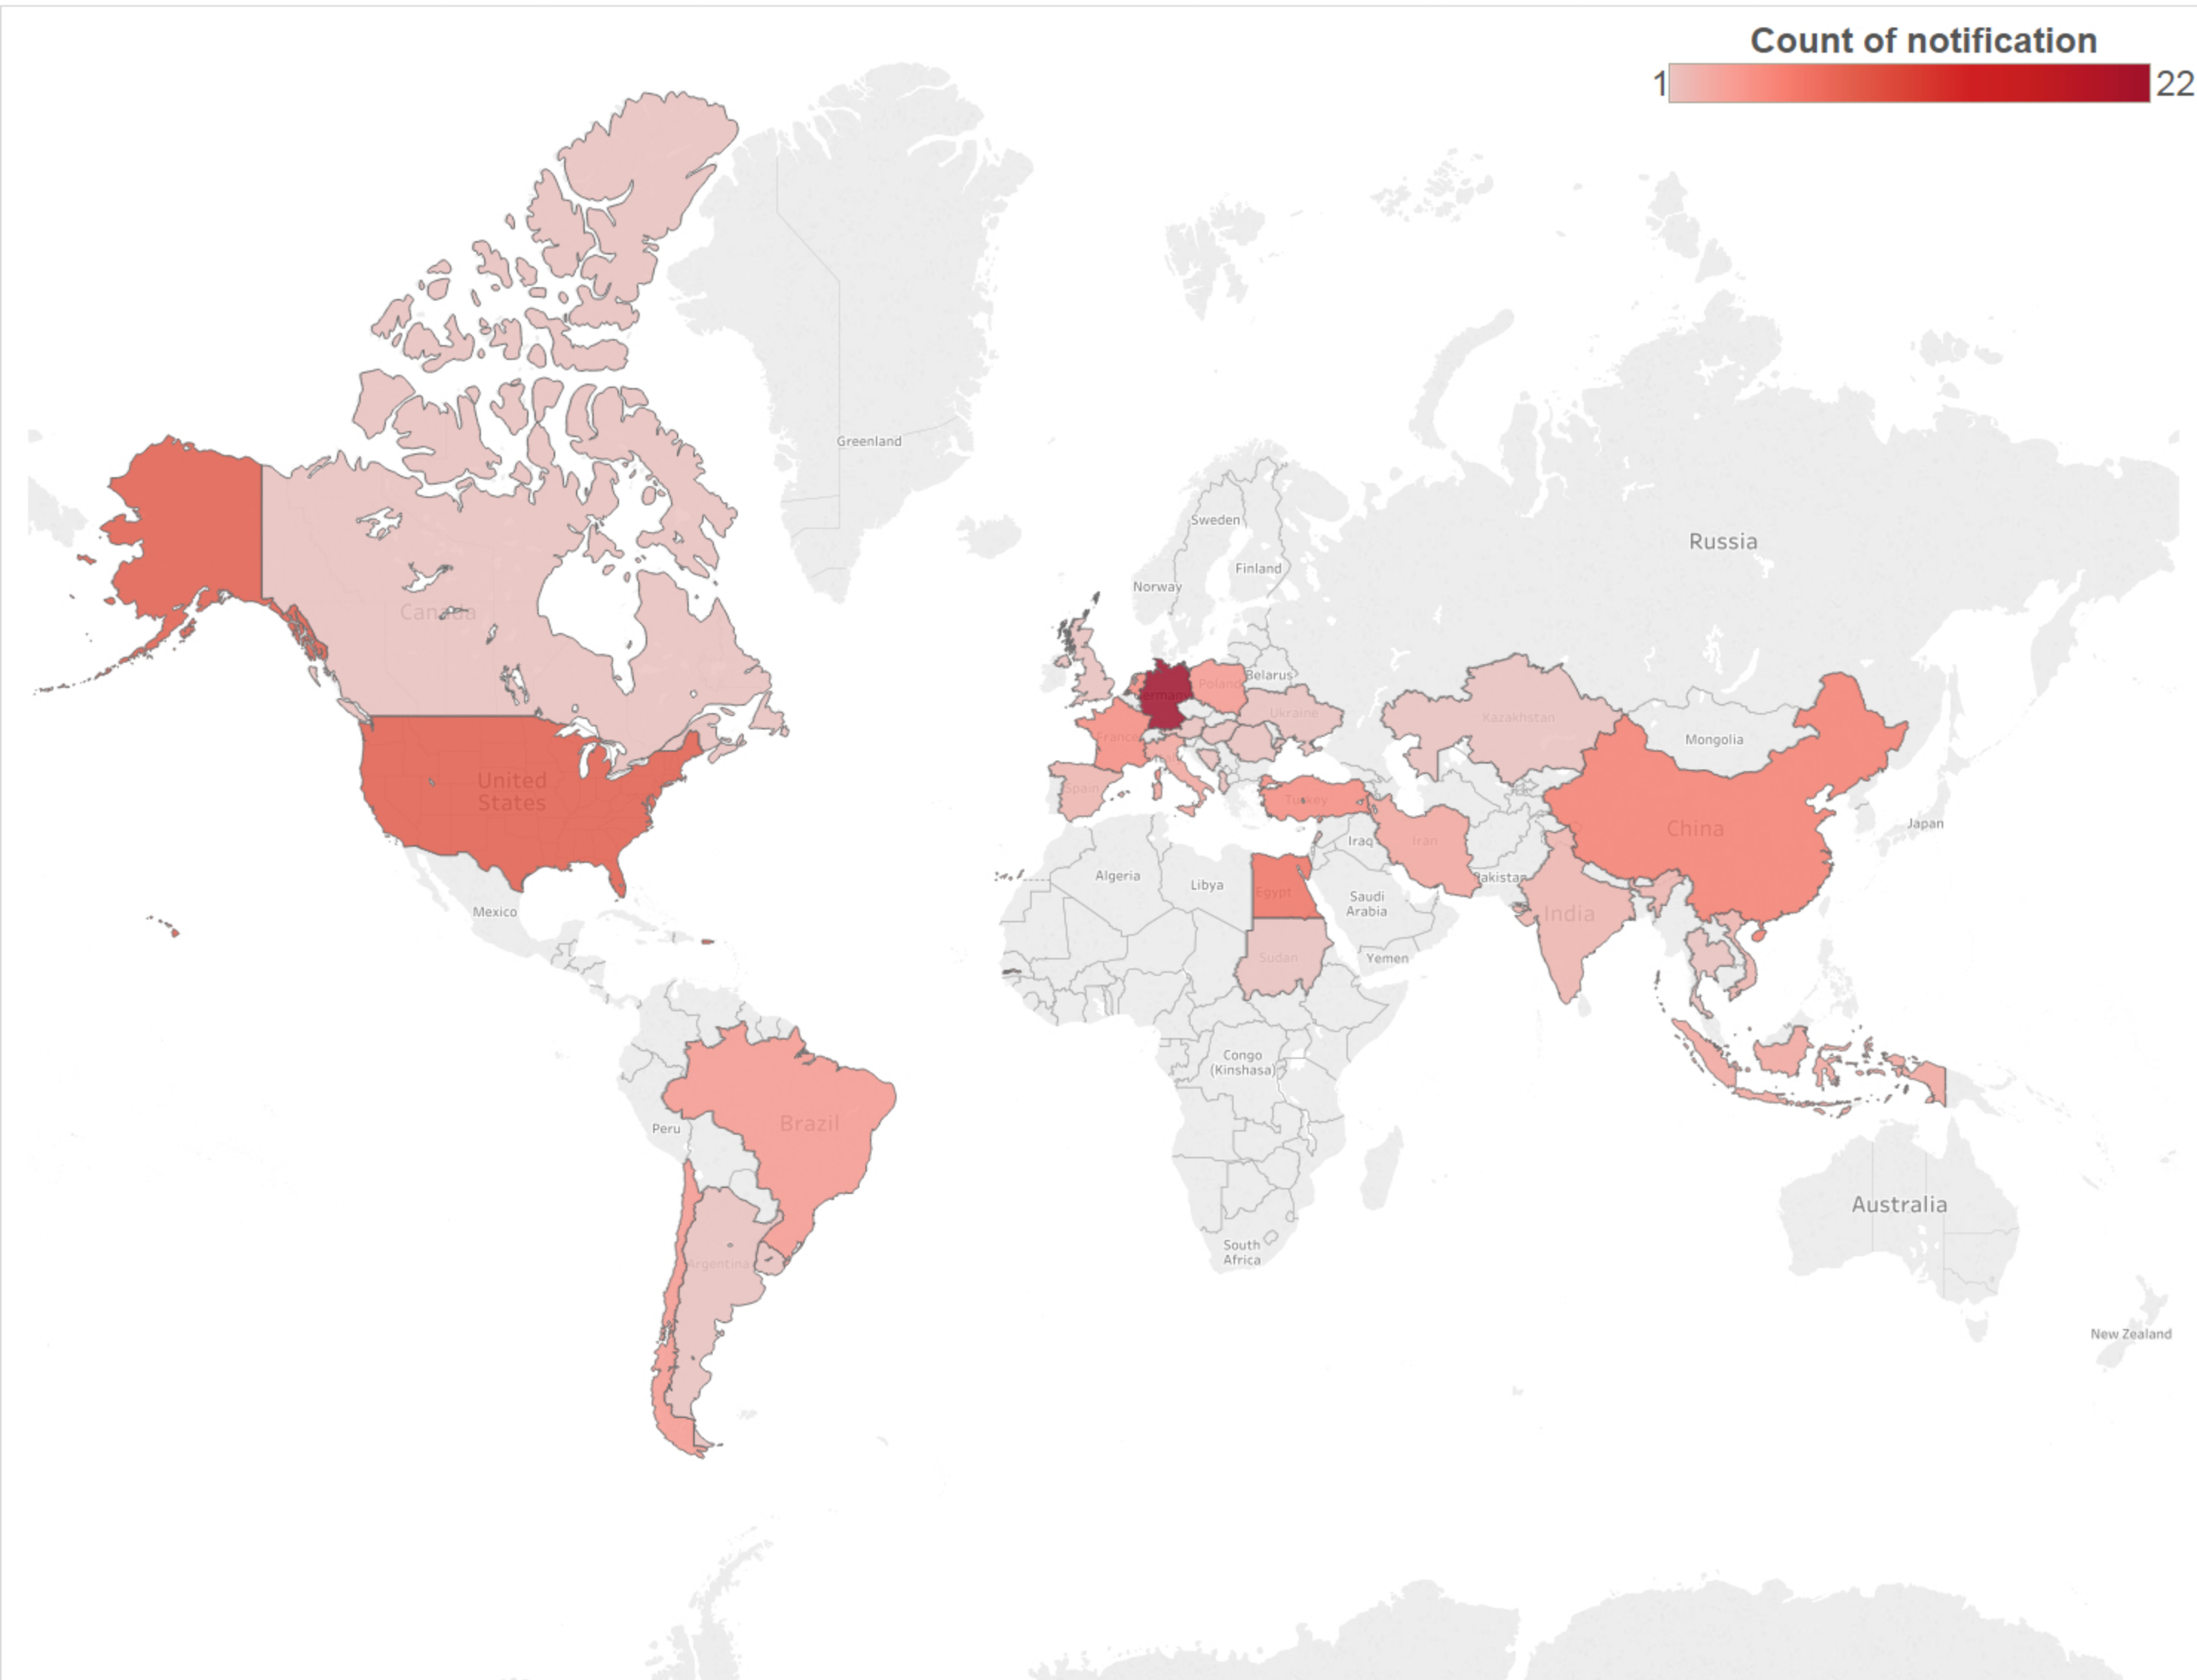 Count of notification
1
22
Greenland
Sweden
Russia
Finland
Norway
Canada
Belarus
Poland
Germany
Ukraine
Kazakhstan
France
Mongolia
United
States
Spain
Turkey
China
Japan
Iraq
Iran
Algeria
Libya
Pakistan
Egypt
Saudi
Arabia
Mexico
India
Sudan
Yemen
Congo
(Kinshasa)
Brazil
Peru
Australia
South
Africa
Argentina
New Zealand